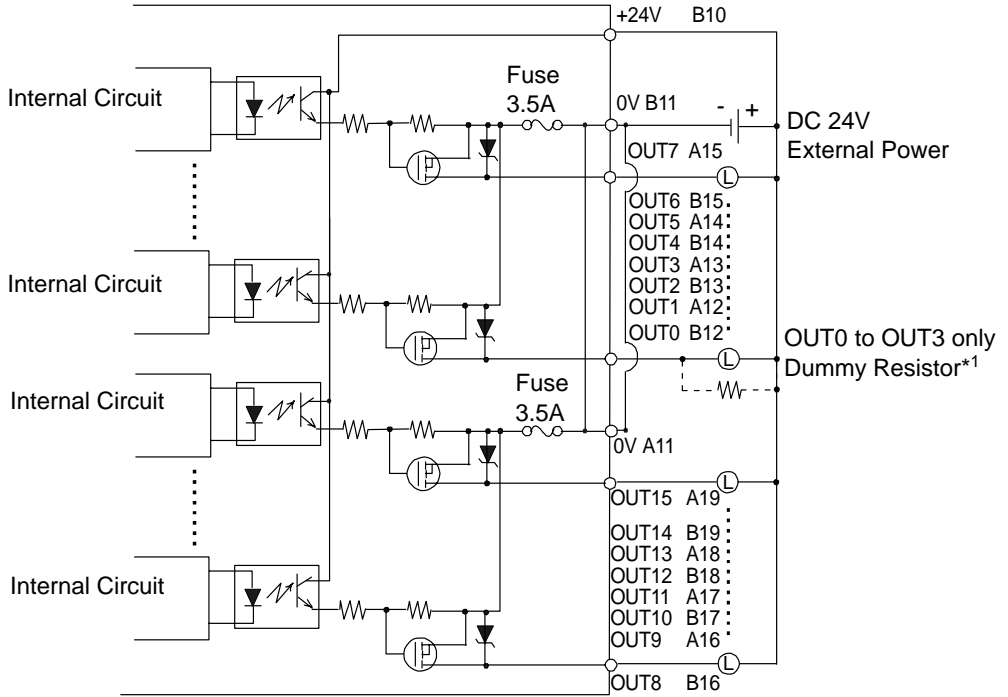 +24V B10
Internal Circuit
Fuse
3.5A
0V B11
- +
DC 24V
External Power
OUT7 A15
L
OUT6 B15
OUT5 A14
OUT4 B14
OUT3 A13
OUT2 B13
OUT1 A12
OUT0 B12
Internal Circuit
L
OUT0 to OUT3 only
Dummy Resistor*1
Internal Circuit
Fuse
3.5A
0V A11
L
OUT15 A19
OUT14 B19
OUT13 A18
OUT12 B18
OUT11 A17
OUT10 B17
OUT9 A16
Internal Circuit
L
OUT8 B16